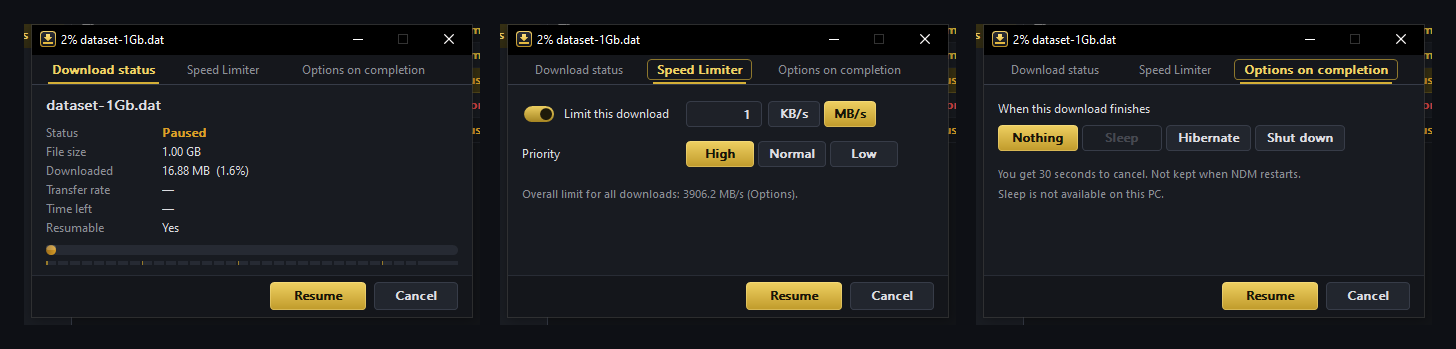 2% dataset-1Gb.dat
Download status Speed Limiter Options on completion
dataset-1Gb.dat
Status Paused
File size 1.00 GB
Downloaded 16.88 MB (1.6%)
Transfer rate —
Time left —
Resumable Yes
Resume Cancel
2% dataset-1Gb.dat
Download status Speed Limiter Options on completion
Limit this download 1 KB/s MB/s
Priority High Normal Low
Overall limit for all downloads: 3906.2 MB/s (Options).
Resume Cancel
2% dataset-1Gb.dat
Download status Speed Limiter Options on completion
When this download finishes
Nothing Sleep Hibernate Shut down
You get 30 seconds to cancel. Not kept when NDM restarts.
Sleep is not available on this PC.
Resume Cancel